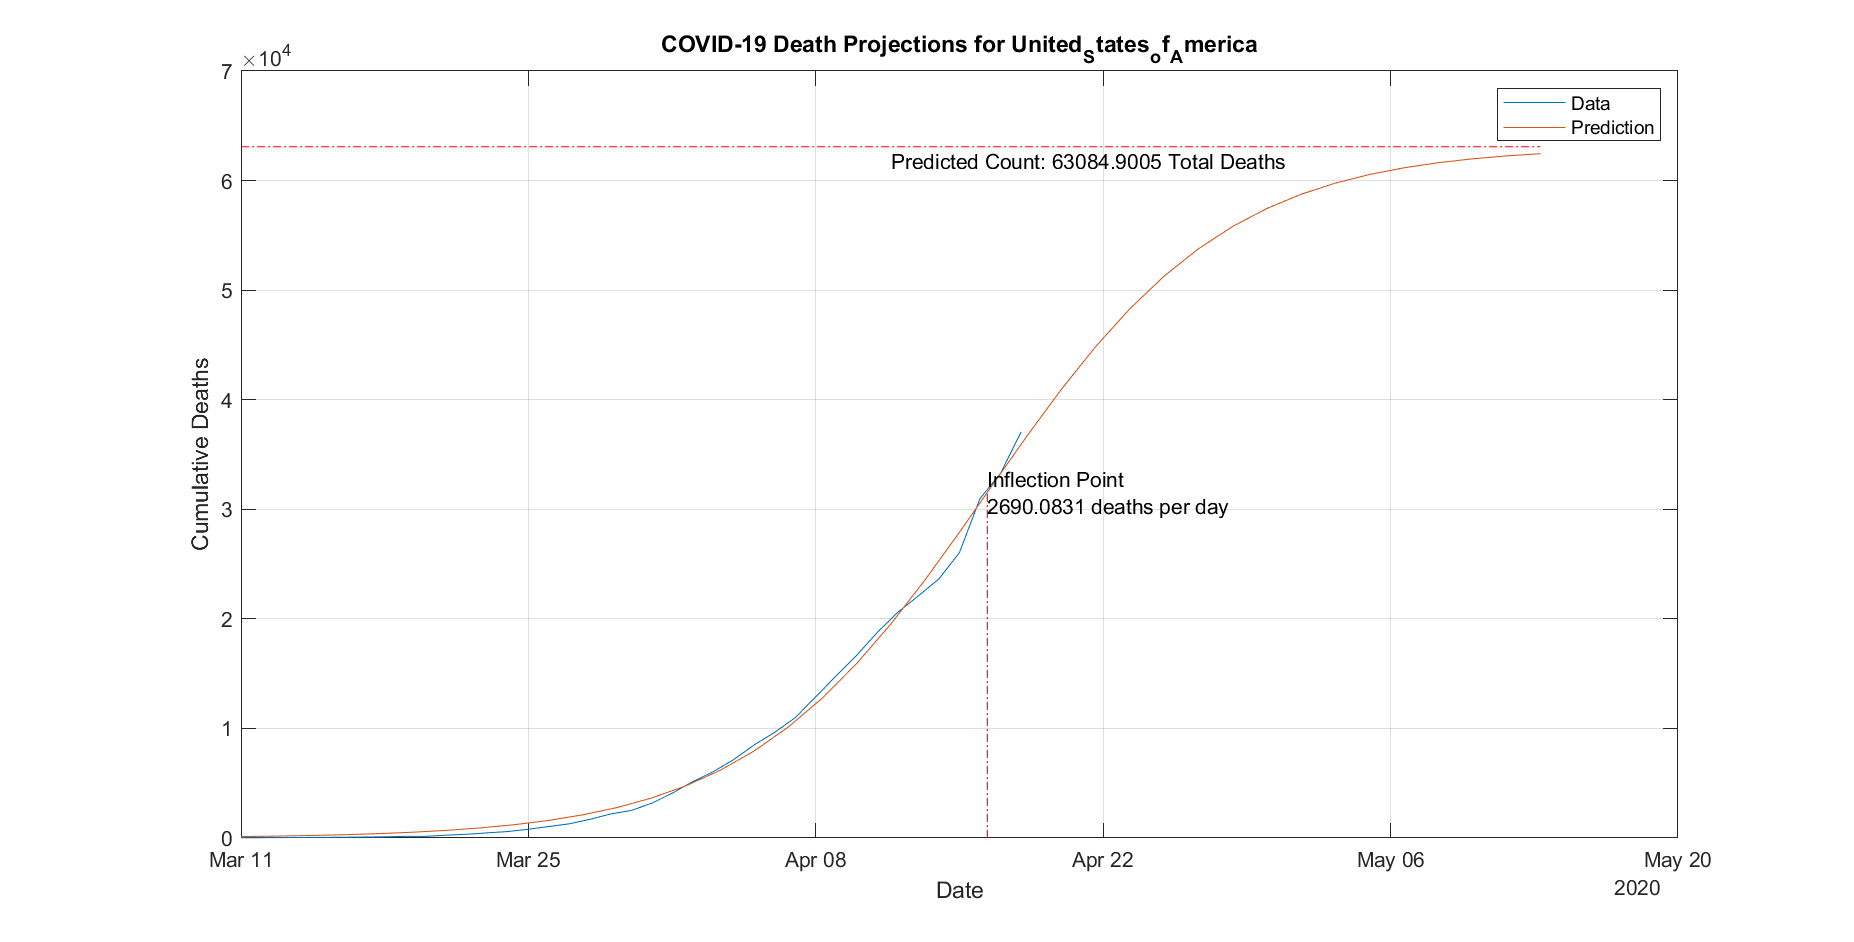 COVID-19 Death Projections for United_States_of_America
×10^4
7
6
5
4
3
2
1
0
Cumulative Deaths
Data
Prediction
Predicted Count: 63084.9005 Total Deaths
Inflection Point
2690.0831 deaths per day
Mar 11 Mar 25 Apr 08 Apr 22 May 06 May 20
Date
2020